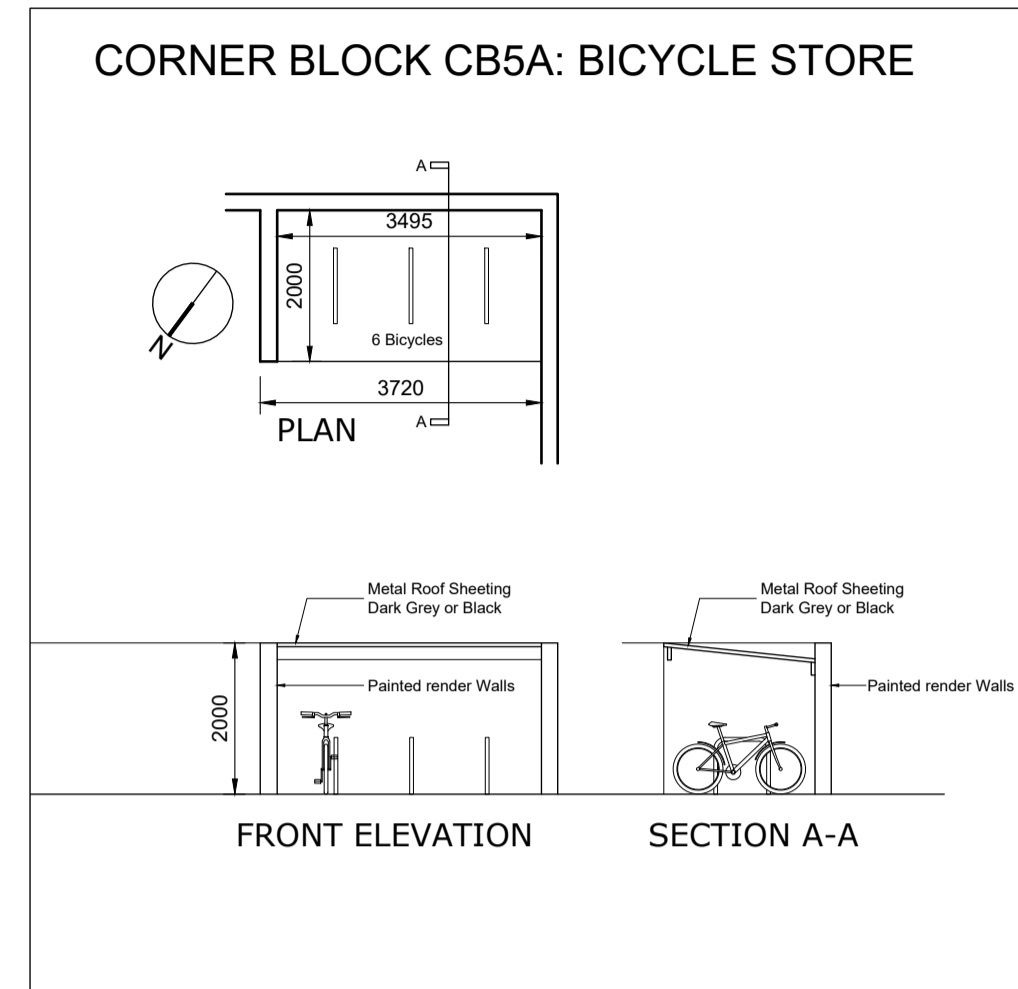 CORNER BLOCK CB5A: BICYCLE STORE
A
3495
2000
N
6 Bicycles
3720
A
PLAN
Metal Roof Sheeting
Dark Grey or Black
Metal Roof Sheeting
Dark Grey or Black
Painted render Walls
Painted render Walls
2000
FRONT ELEVATION
SECTION A-A